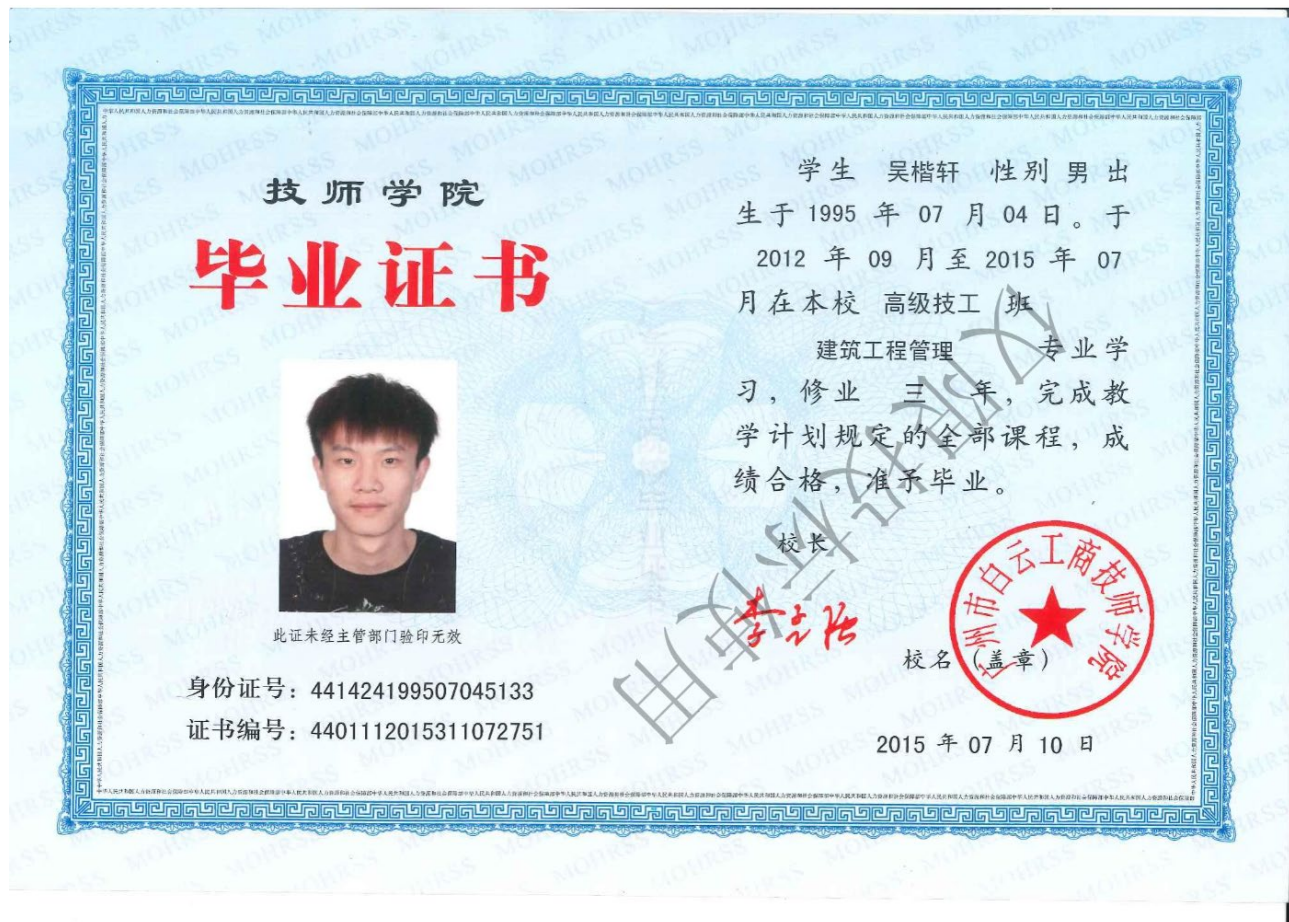 技师学院
毕业证书
此证未经主管部门验印无效
身份证号：441424199507045133
证书编号：4401112015311072751
学生 吴楷轩 性别 男 出
生于 1995 年 07 月 04 日。于
2012 年 09 月至 2015 年 07
月在本校 高级技工 班
建筑工程管理 专业学
习，修业 三 年，完成教
学计划规定的全部课程，成
绩合格，准予毕业。
校长
广州市白云工商技师学院
校名（盖章）
2015 年 07 月 10 日
仅限投标使用
MOHRSS